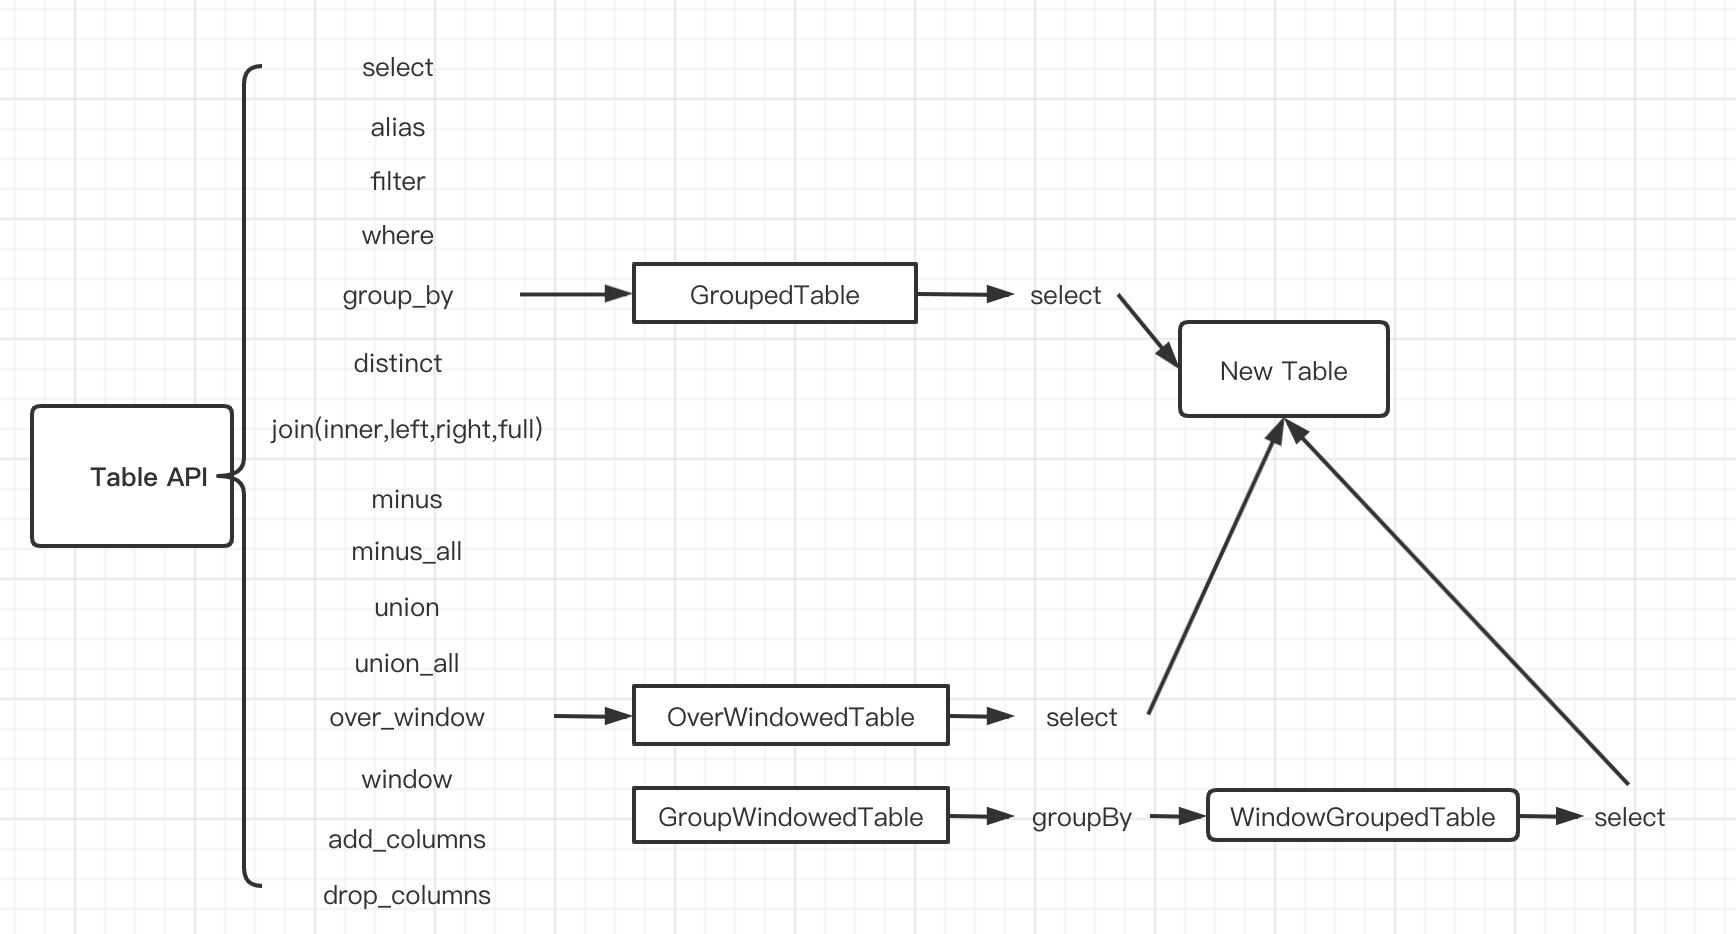 select
alias
filter
where
group_by
GroupedTable
select
distinct
New Table
join(inner,left,right,full)
Table API
minus
minus_all
union
union_all
over_window
OverWindowedTable
select
window
GroupWindowedTable
groupBy
WindowGroupedTable
select
add_columns
drop_columns